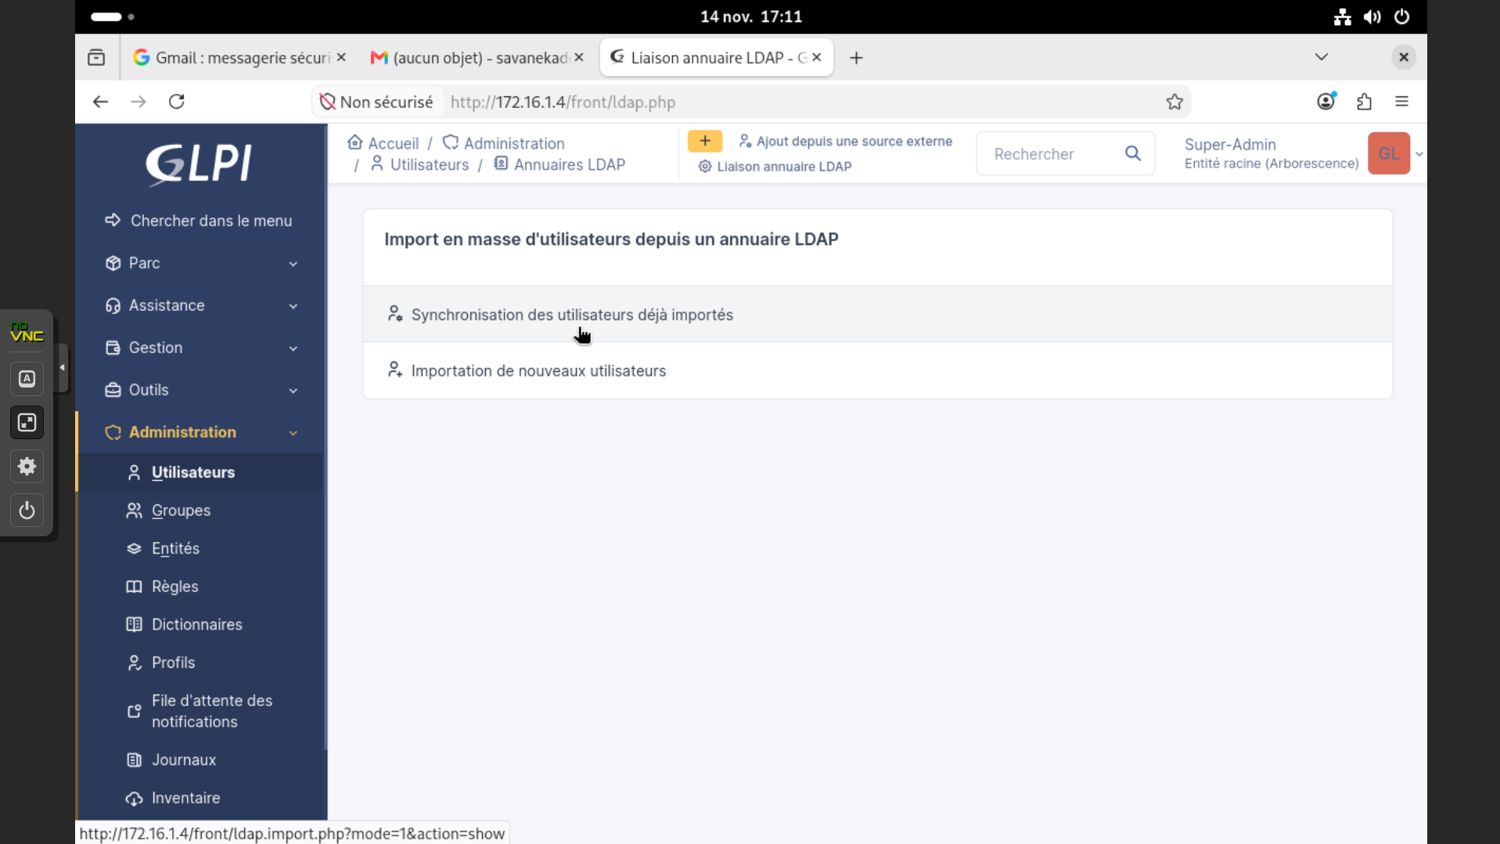 14 nov. 17:11
Gmail : messagerie sécuri
(aucun objet) - savanekad
Liaison annuaire LDAP - G
Non sécurisé
http://172.16.1.4/front/ldap.php
GLPI
Accueil / Administration
/ Utilisateurs / Annuaires LDAP
+ Ajout depuis une source externe
Liaison annuaire LDAP
Rechercher
Super-Admin
Entité racine (Arborescence)
GL
Chercher dans le menu
Parc
Assistance
Gestion
Outils
Administration
Utilisateurs
Groupes
Entités
Règles
Dictionnaires
Profils
File d'attente des
notifications
Journaux
Inventaire
Import en masse d'utilisateurs depuis un annuaire LDAP
Synchronisation des utilisateurs déjà importés
Importation de nouveaux utilisateurs
no
VNC
A
http://172.16.1.4/front/ldap.import.php?mode=1&action=show